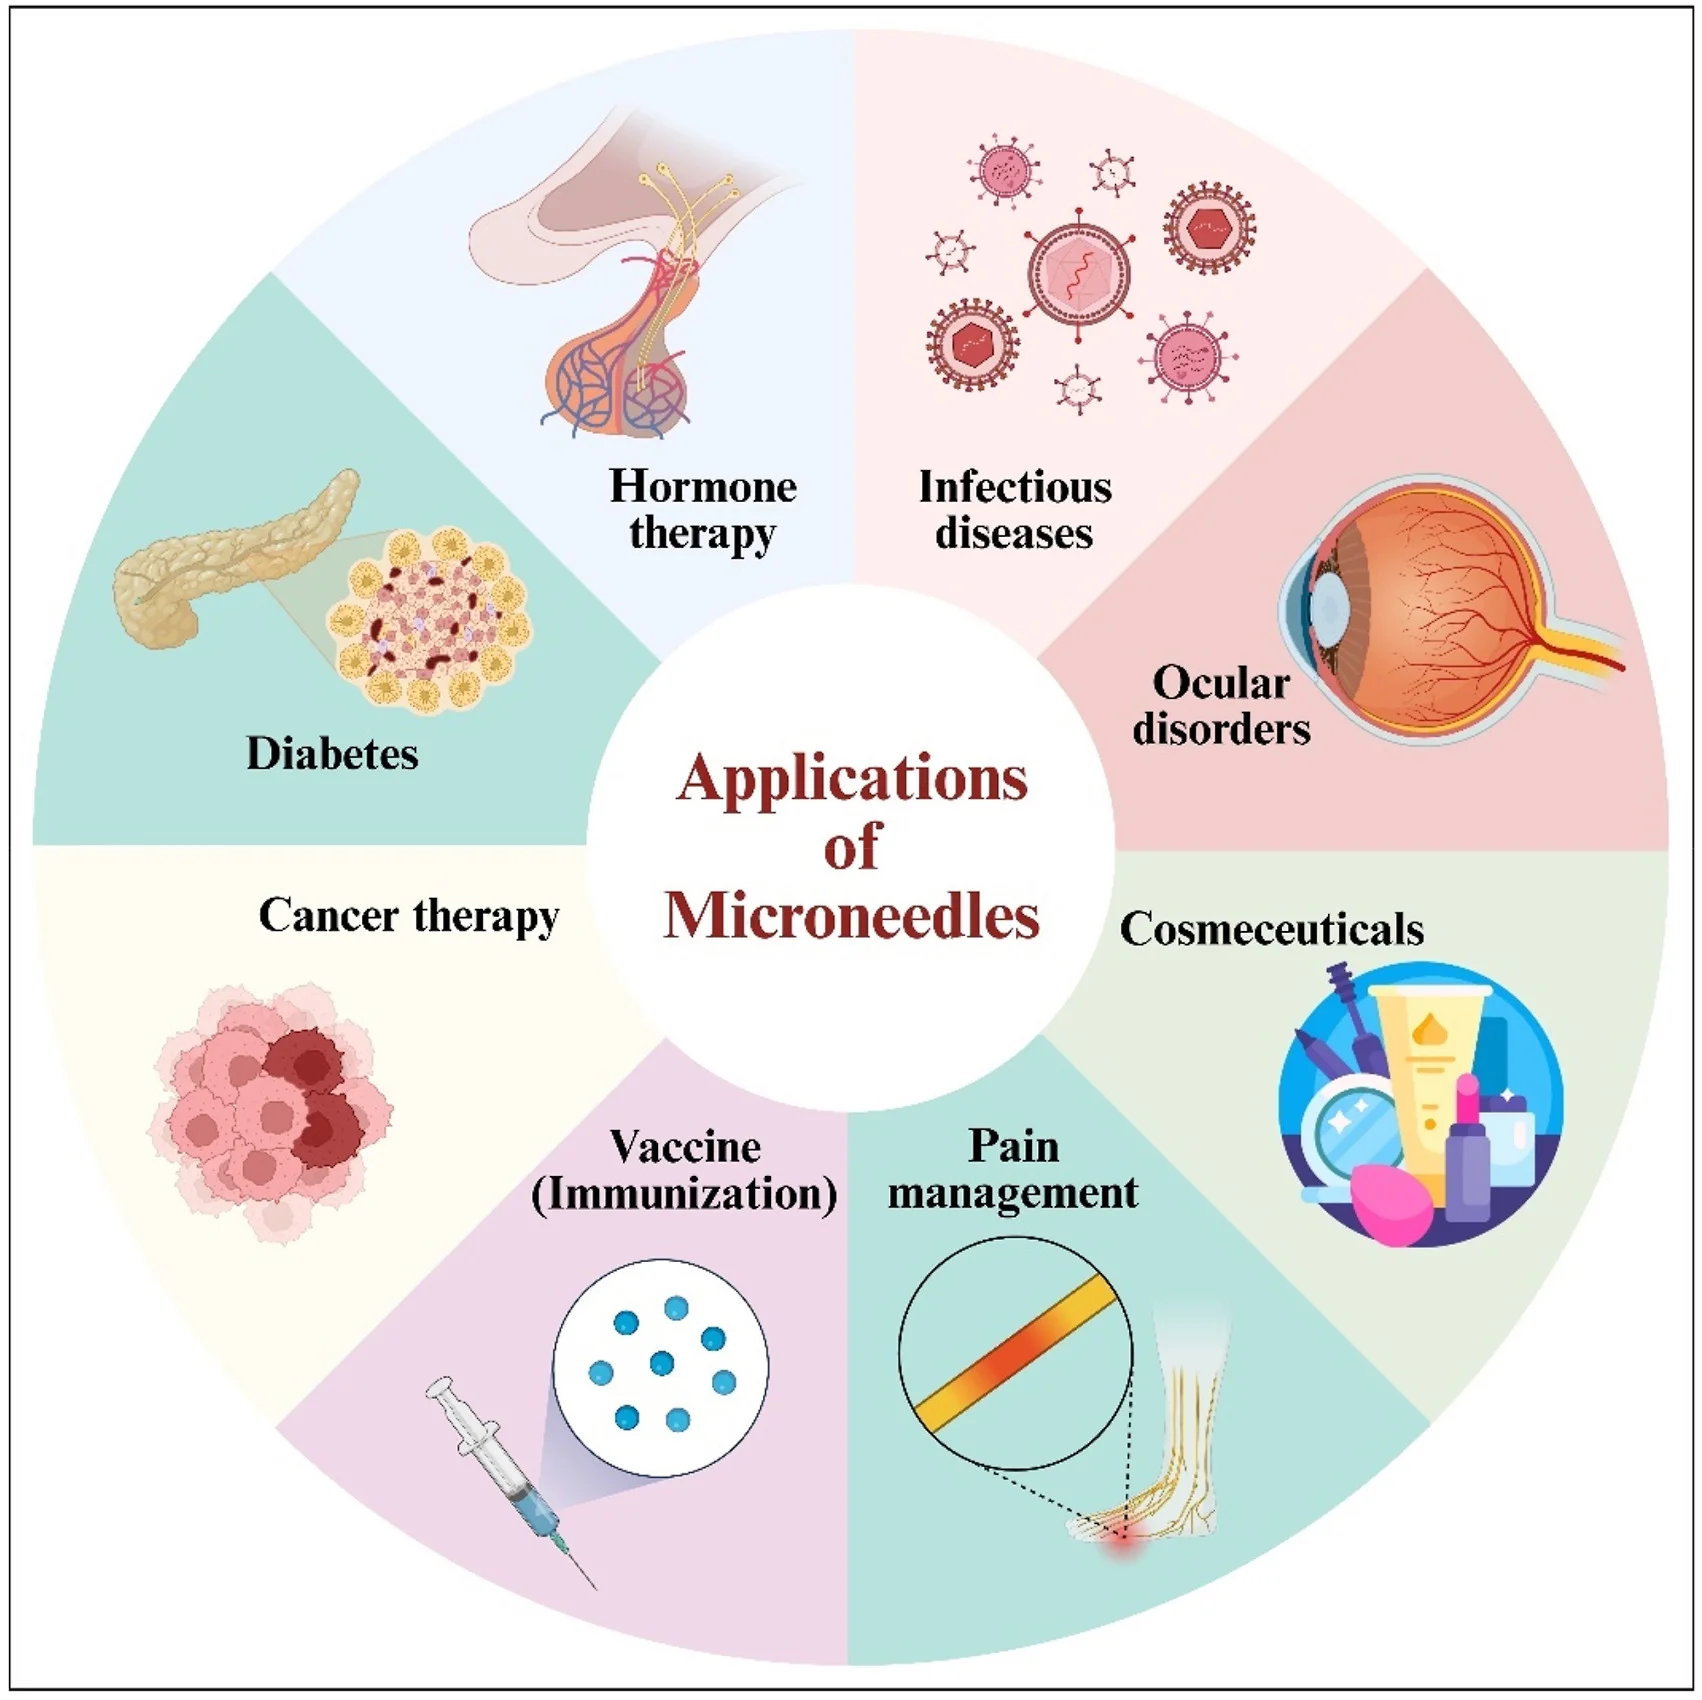 Hormone
therapy
Infectious
diseases
Ocular
disorders
Diabetes
Applications
of
Microneedles
Cancer therapy
Cosmeceuticals
Vaccine
(Immunization)
Pain
management